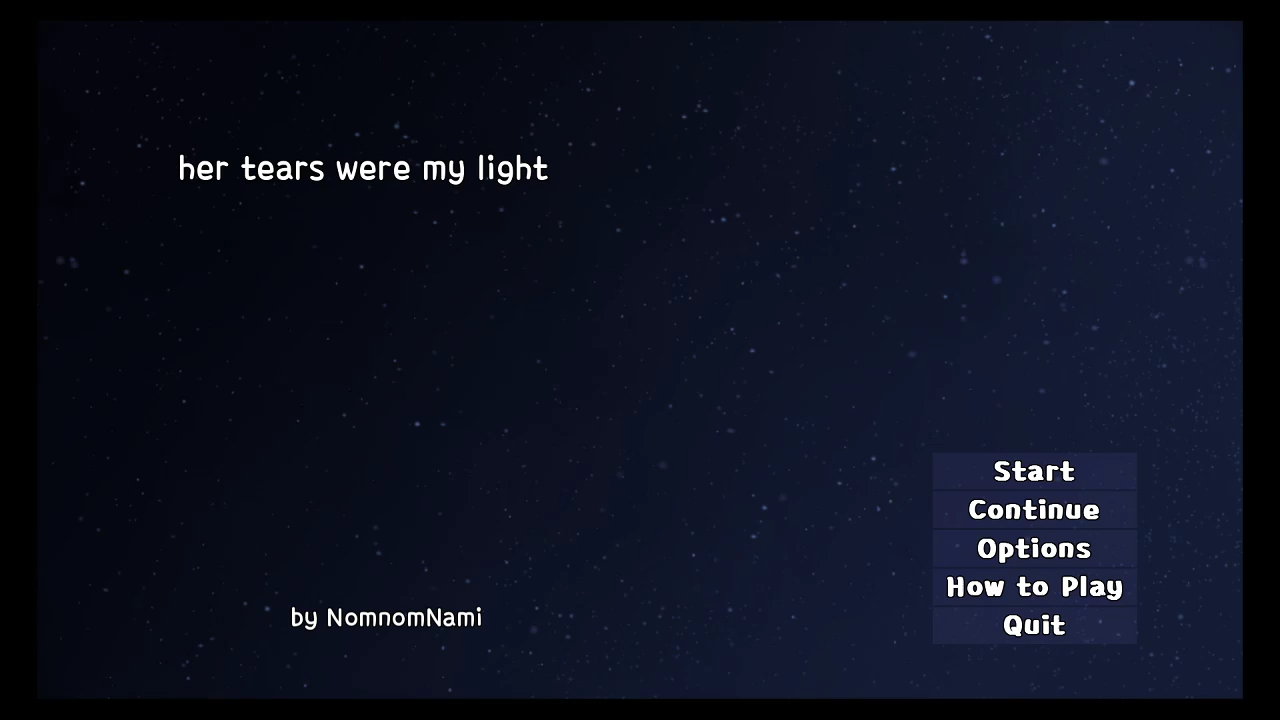 her tears were my light
Start
Continue
Options
How to Play
Quit
by NomnomNami